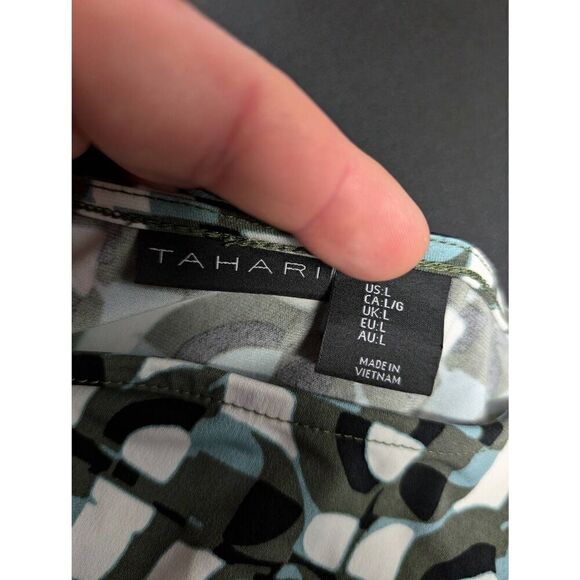 TAHARI
US:L
CA:L/G
UK:L
EU:L
AU:L
MADE IN
VIETNAM